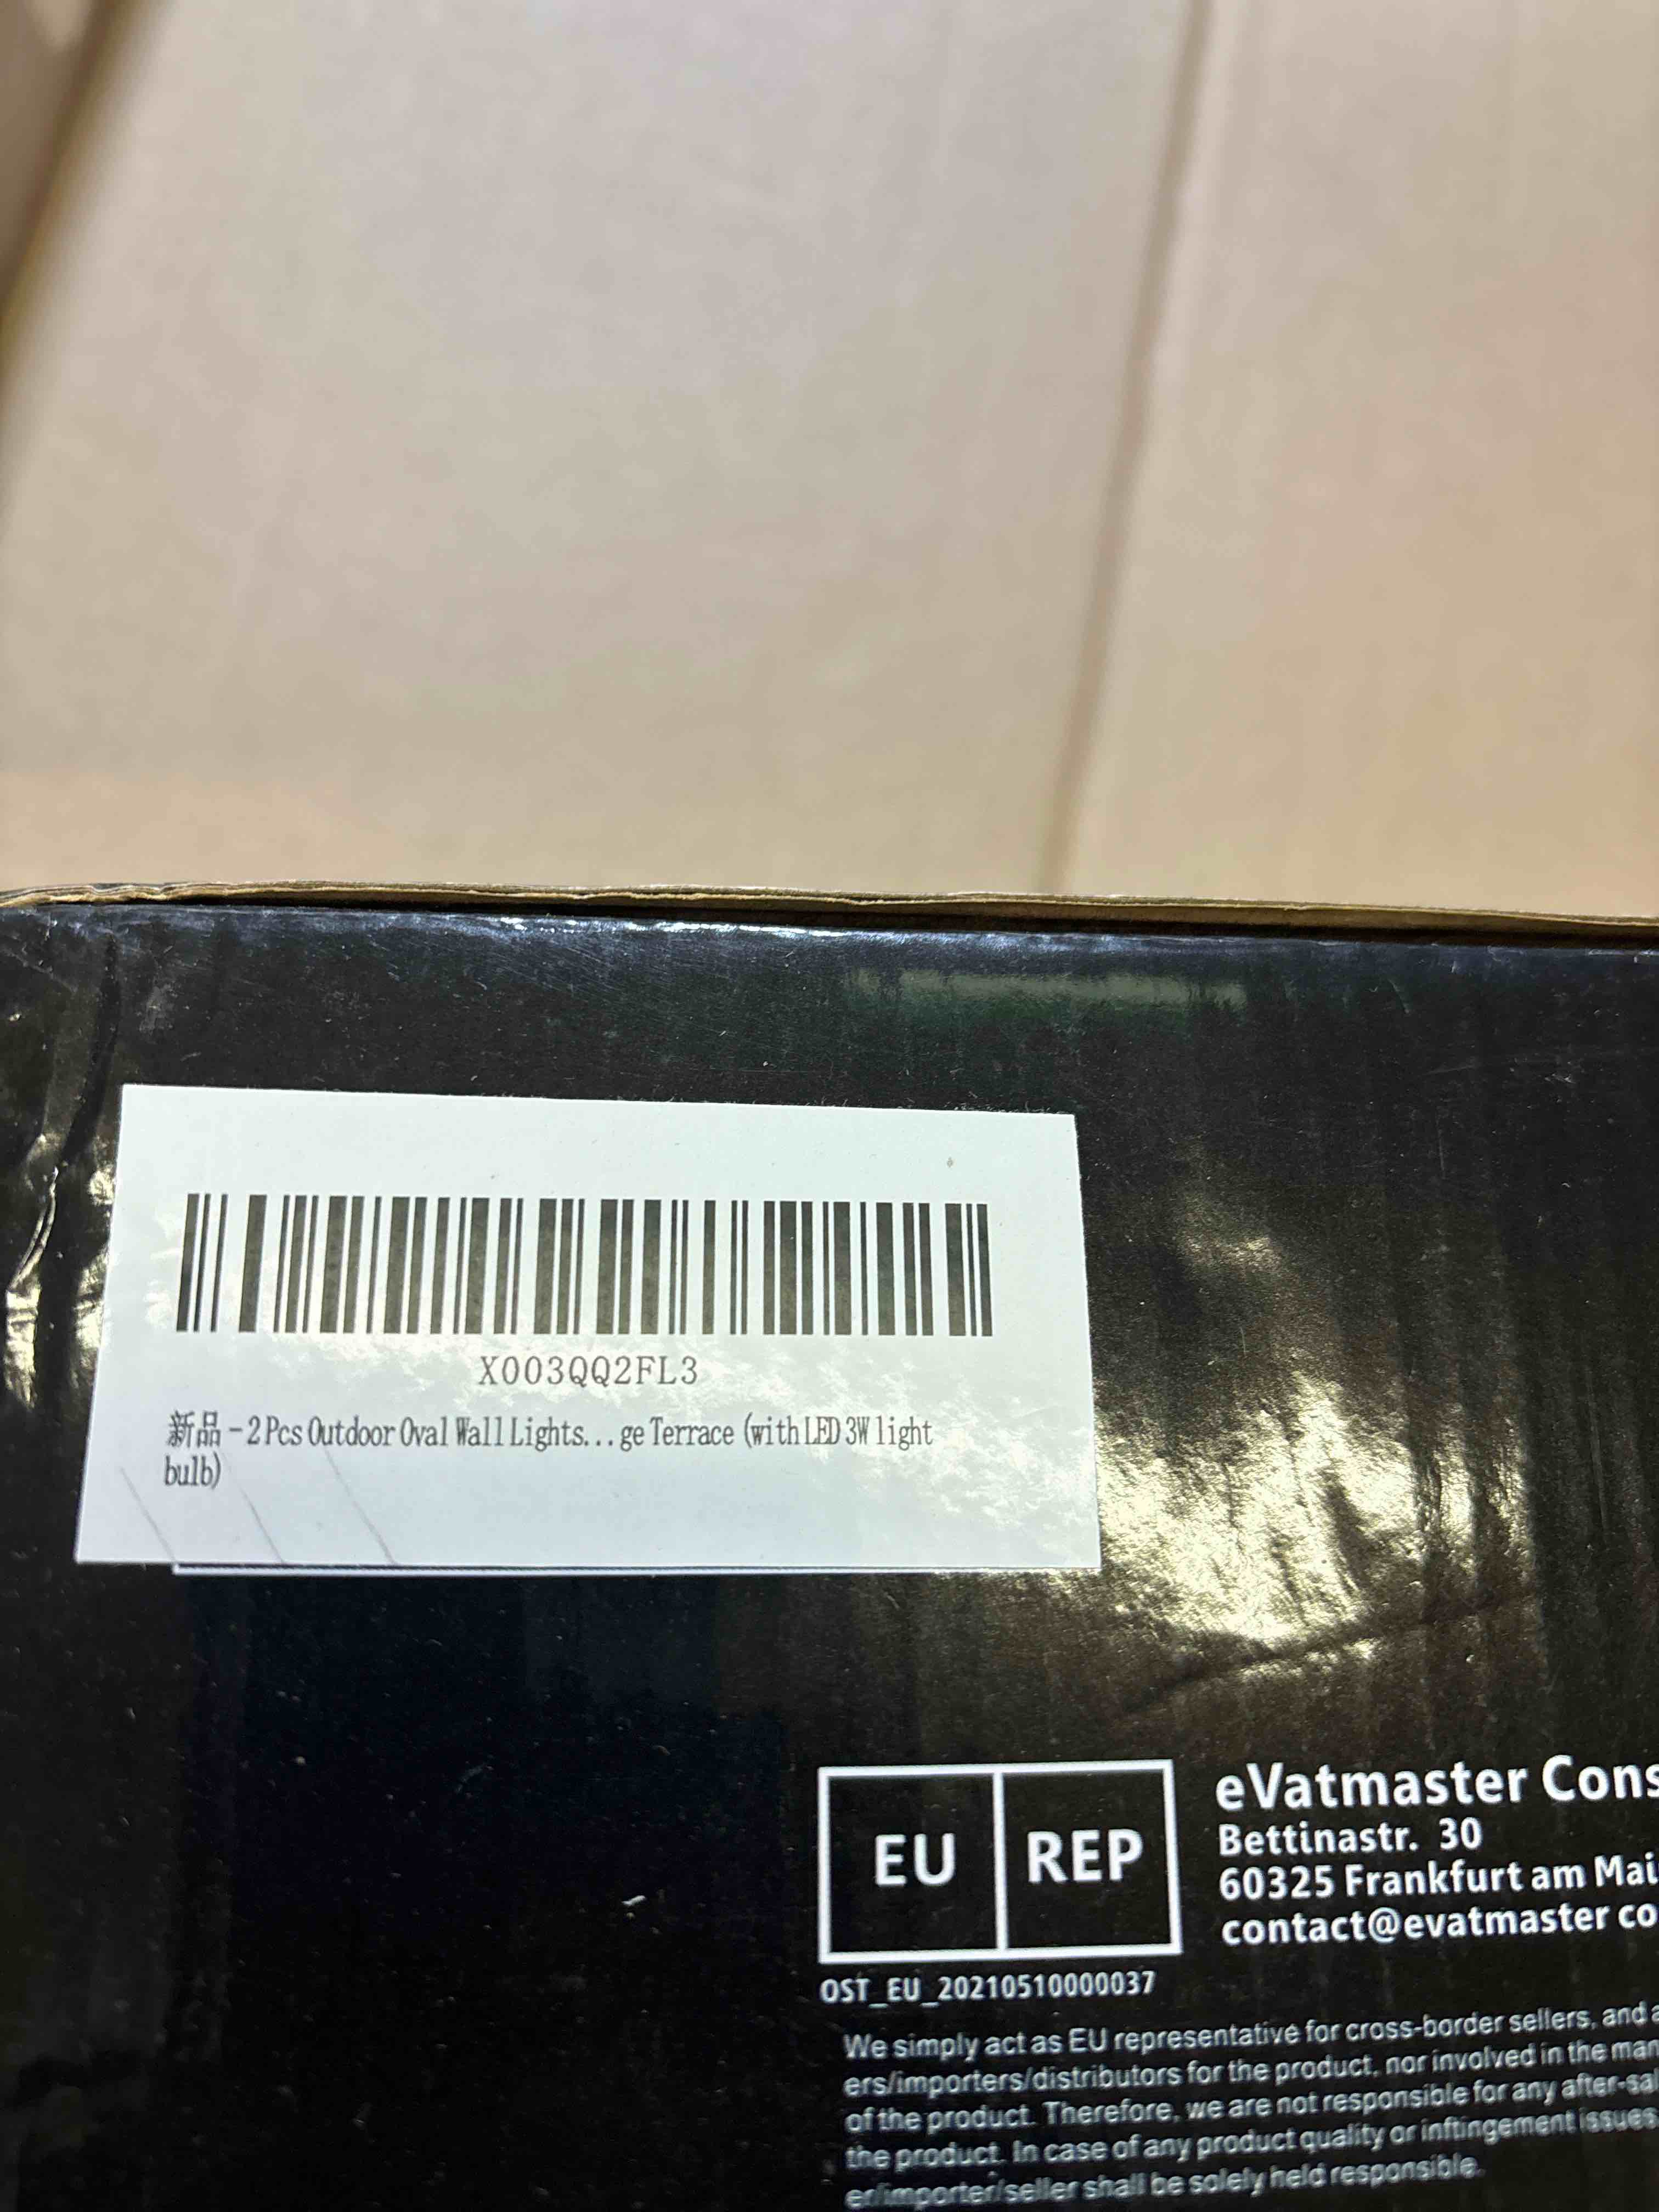 X003QQ2FL3
新品 - 2 Pcs Outdoor Oval Wall Lights...ge Terrace (with LED 3W light
bulb)
EU REP
eVatmaster Cons
Bettinastr. 30
60325 Frankfurt am Mai
contact@evatmaster co
OST_EU_20210510000037
We simply act as EU representative for cross-border sellers, and a
ers/importers/distributors for the product, nor involved in the man
of the product. Therefore, we are not responsible for any after-sal
the product. In case of any product quality or inftingement issues
er/importer/seller shall be solely held responsible.